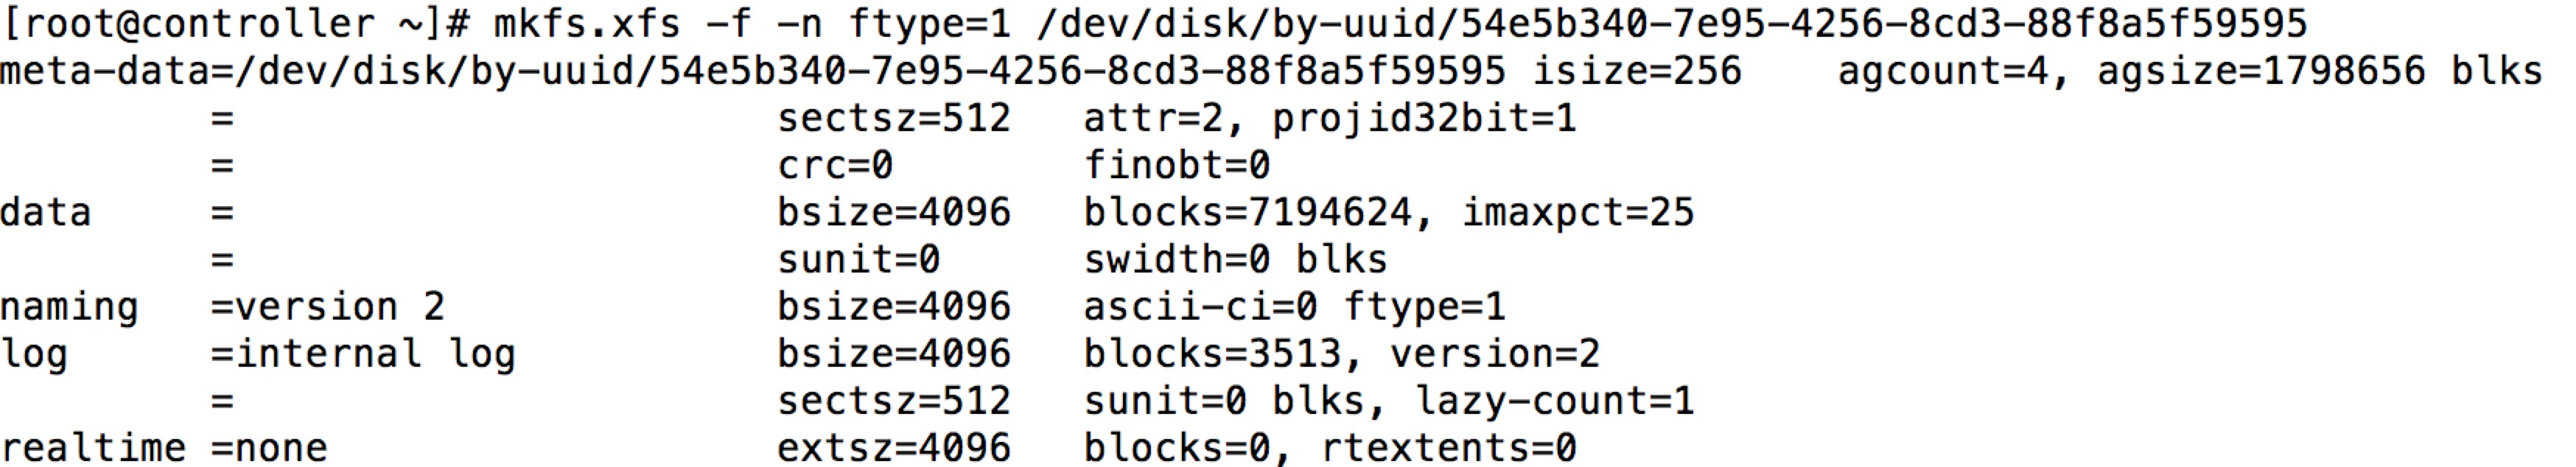 [root@controller ~]# mkfs.xfs -f -n ftype=1 /dev/disk/by-uuid/54e5b340-7e95-4256-8cd3-88f8a5f59595
meta-data=/dev/disk/by-uuid/54e5b340-7e95-4256-8cd3-88f8a5f59595 isize=256    agcount=4, agsize=1798656 blks
         =                       sectsz=512   attr=2, projid32bit=1
         =                       crc=0        finobt=0
data     =                       bsize=4096   blocks=7194624, imaxpct=25
         =                       sunit=0      swidth=0 blks
naming   =version 2              bsize=4096   ascii-ci=0 ftype=1
log      =internal log           bsize=4096   blocks=3513, version=2
         =                       sectsz=512   sunit=0 blks, lazy-count=1
realtime =none                   extsz=4096   blocks=0, rtextents=0